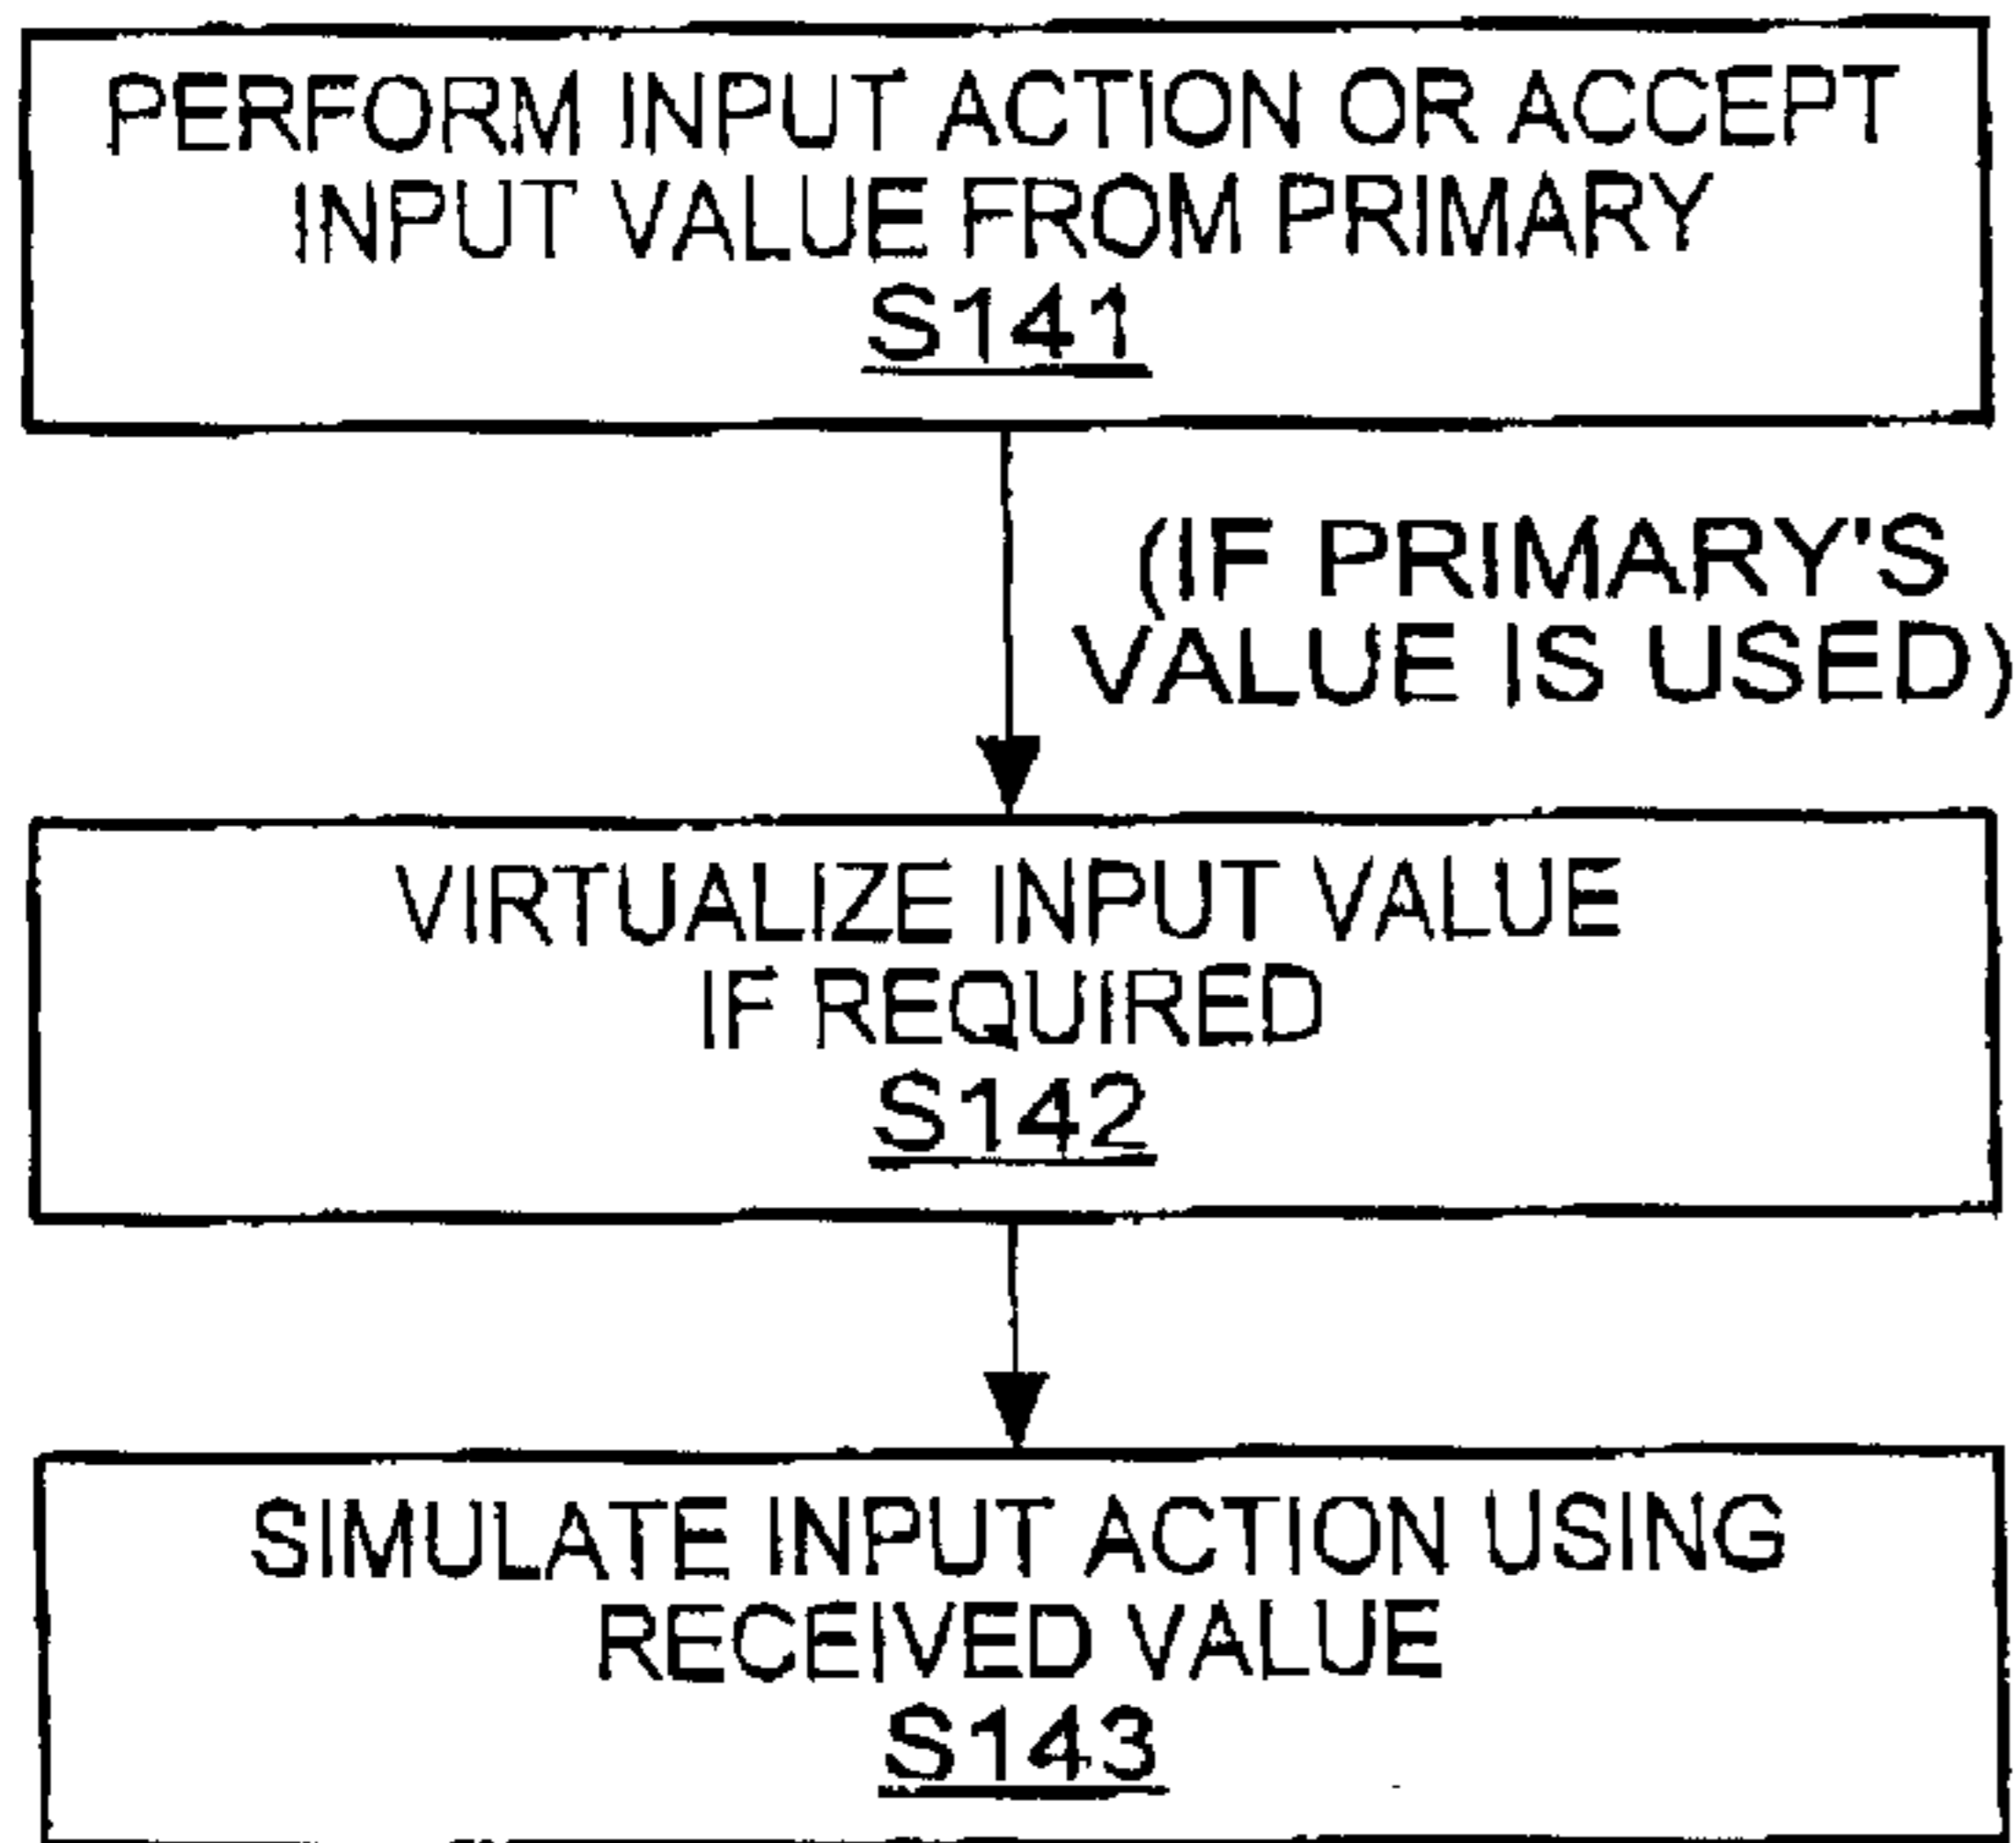 PERFORM INPUT ACTION OR ACCEPT
INPUT VALUE FROM PRIMARY
S141
(IF PRIMARY'S
VALUE IS USED)
VIRTUALIZE INPUT VALUE
IF REQUIRED
S142
SIMULATE INPUT ACTION USING
RECEIVED VALUE
S143